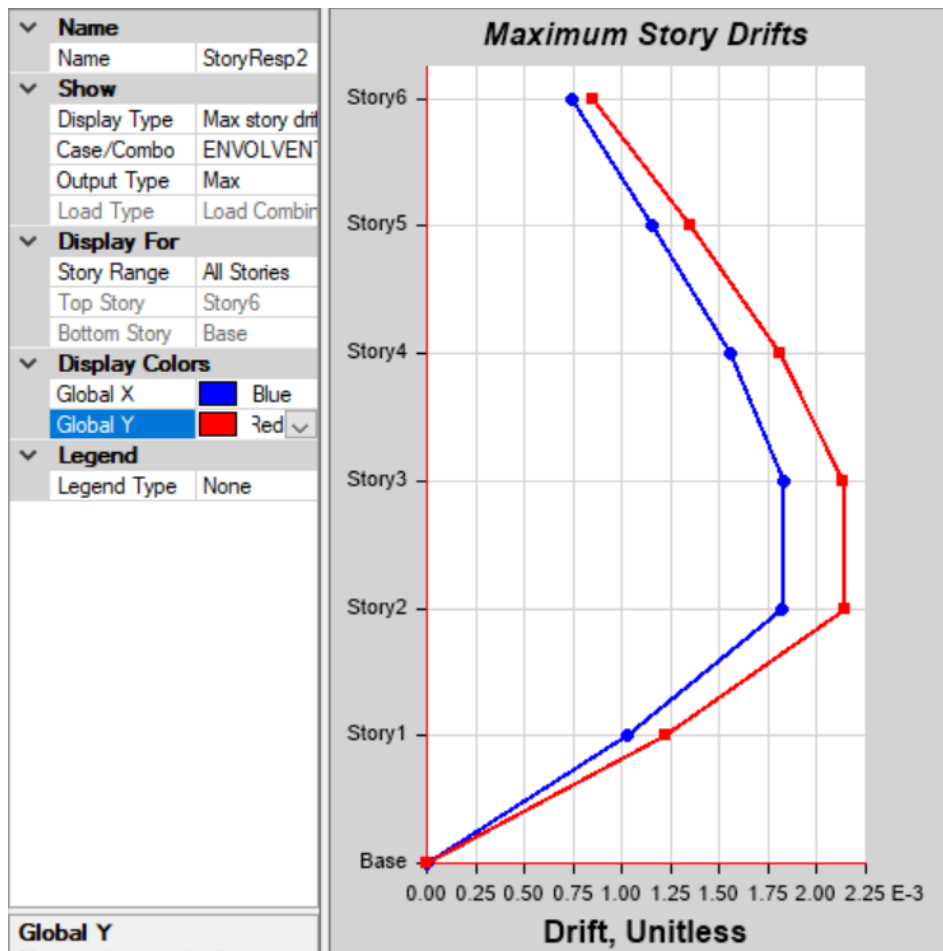 Name
Name StoryResp2
Show
Display Type Max story drif
Case/Combo ENVOLVENT
Output Type Max
Load Type Load Combin
Display For
Story Range All Stories
Top Story Story6
Bottom Story Base
Display Colors
Global X Blue
Global Y Red
Legend
Legend Type None
Global Y
Maximum Story Drifts
Story6
Story5
Story4
Story3
Story2
Story1
Base
0.00 0.25 0.50 0.75 1.00 1.25 1.50 1.75 2.00 2.25 E-3
Drift, Unitless